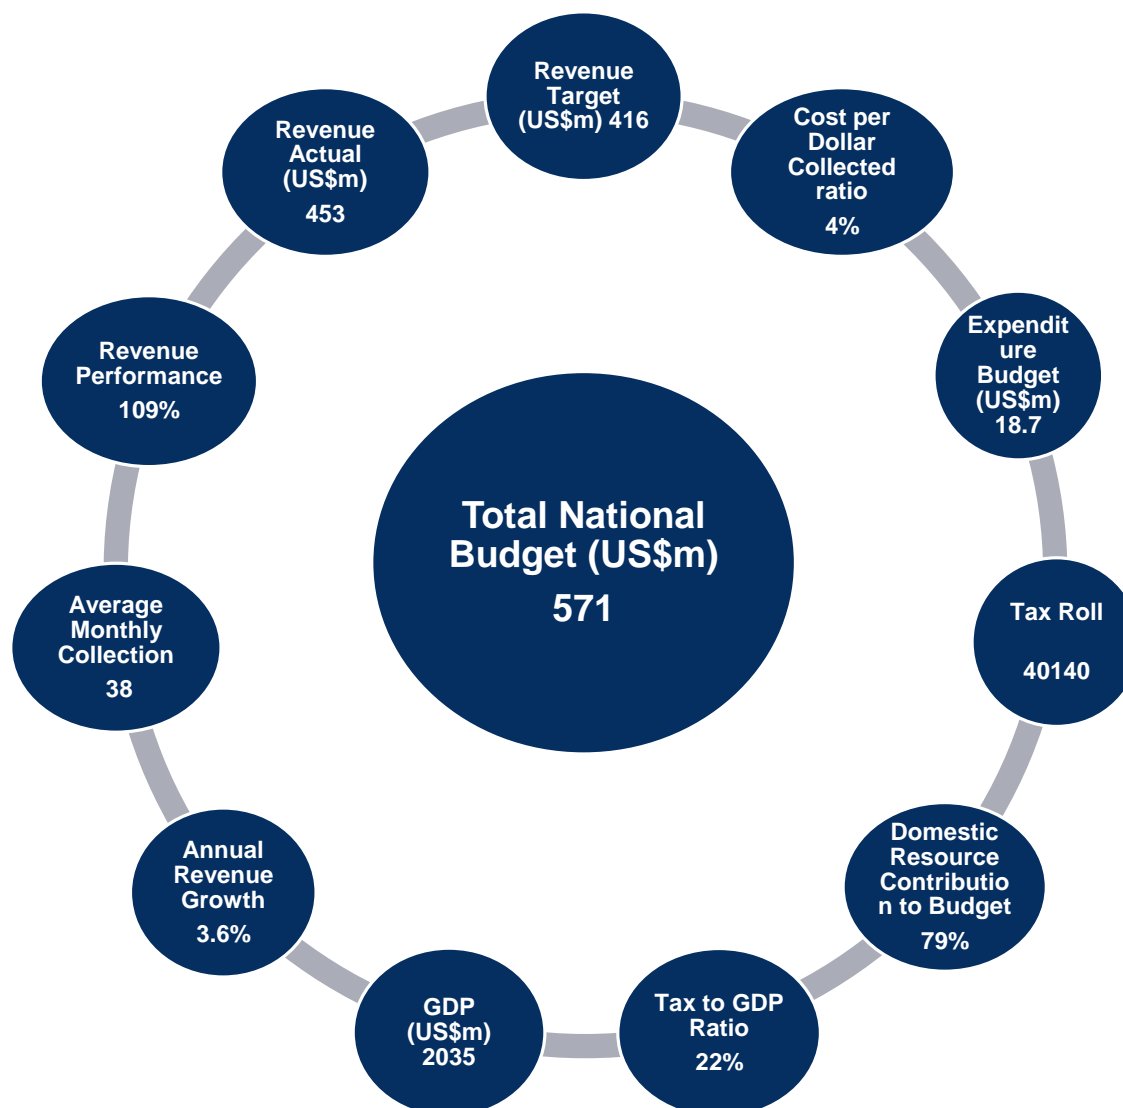 Revenue
Target
(US$m) 416
Cost per
Dollar
Collected
ratio
4%
Expendit
ure
Budget
(US$m)
18.7
Tax Roll
40140
Domestic
Resource
Contributio
n to Budget
79%
Tax to GDP
Ratio
22%
GDP
(US$m)
2035
Annual
Revenue
Growth
3.6%
Average
Monthly
Collection
38
Revenue
Performance
109%
Revenue
Actual
(US$m)
453
Total National
Budget (US$m)
571